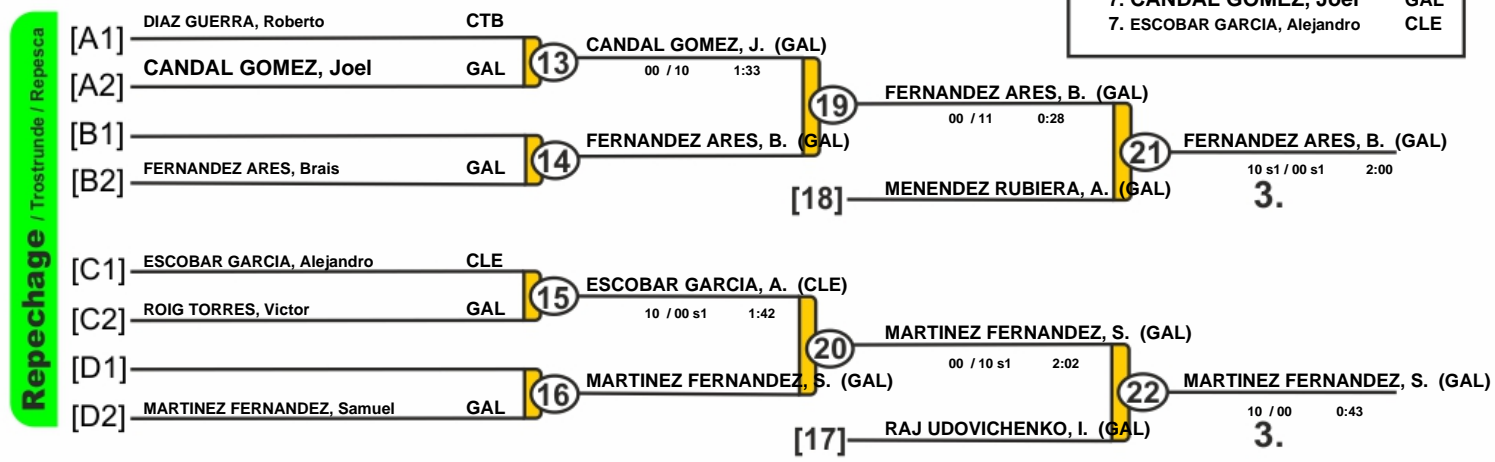 7. CANDAL GOMEZ, Joel GAL
7. ESCOBAR GARCIA, Alejandro CLE
Repechage / Trostrunde / Repesca
[A1] DIAZ GUERRA, Roberto CTB
[A2] CANDAL GOMEZ, Joel GAL
13
CANDAL GOMEZ, J. (GAL)
00 / 10 1:33
[B1]
[B2] FERNANDEZ ARES, Brais GAL
14
FERNANDEZ ARES, B. (GAL)
19
FERNANDEZ ARES, B. (GAL)
00 / 11 0:28
[18] MENENDEZ RUBIERA, A. (GAL)
21
FERNANDEZ ARES, B. (GAL)
10 s1 / 00 s1 2:00
3.
[C1] ESCOBAR GARCIA, Alejandro CLE
[C2] ROIG TORRES, Victor GAL
15
ESCOBAR GARCIA, A. (CLE)
10 / 00 s1 1:42
[D1]
[D2] MARTINEZ FERNANDEZ, Samuel GAL
16
MARTINEZ FERNANDEZ, S. (GAL)
20
MARTINEZ FERNANDEZ, S. (GAL)
00 / 10 s1 2:02
[17] RAJ UDOVICHENKO, I. (GAL)
22
MARTINEZ FERNANDEZ, S. (GAL)
10 / 00 0:43
3.